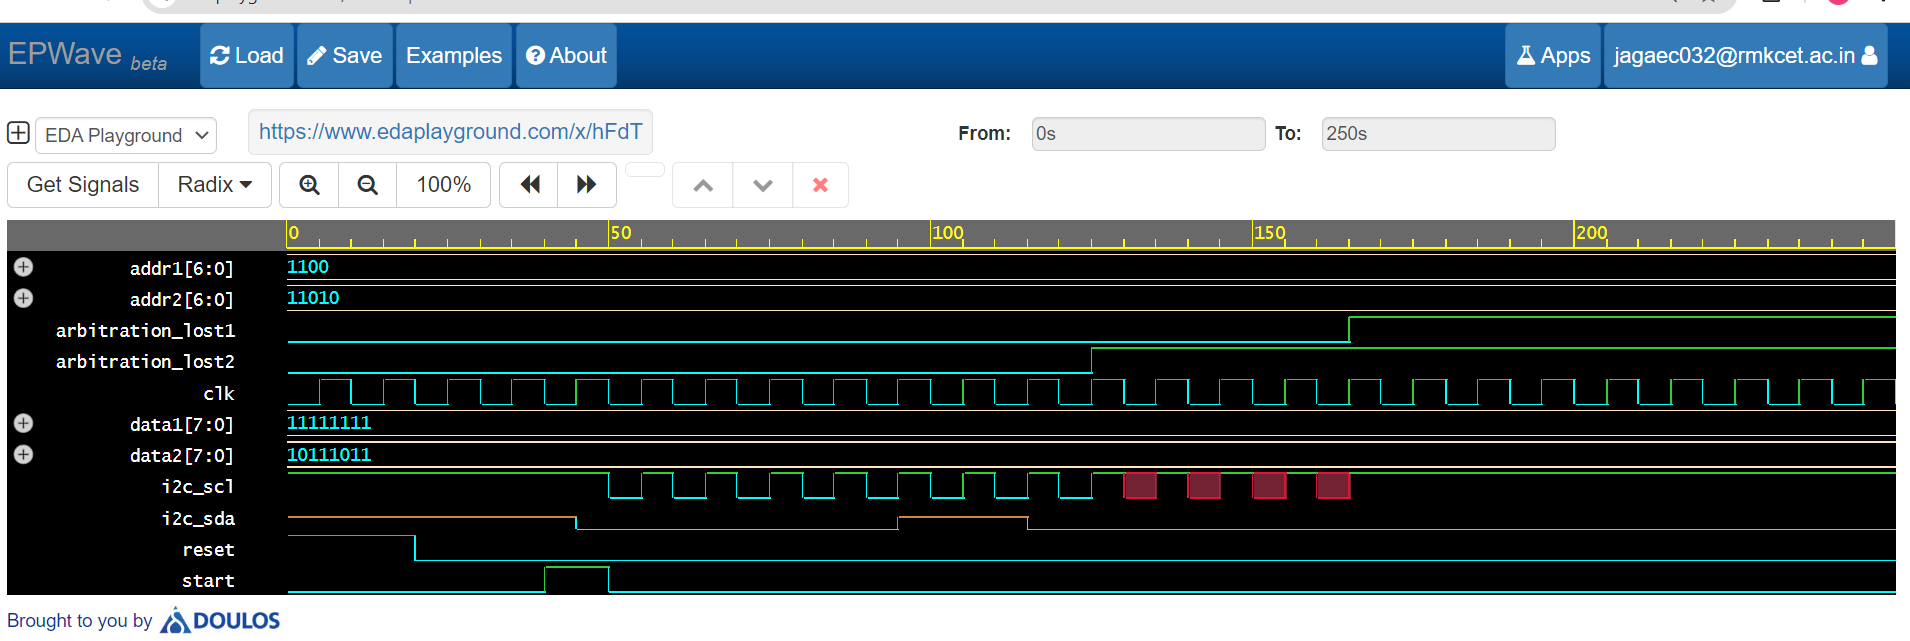 EPWave beta Load Save Examples About Apps jagaec032@rmkcet.ac.in
EDA Playground https://www.edaplayground.com/x/hFdT From: 0s To: 250s
Get Signals Radix 100%
0 50 100 150 200
addr1[6:0] 1100
addr2[6:0] 11010
arbitration_lost1
arbitration_lost2
clk
data1[7:0] 11111111
data2[7:0] 10111011
i2c_scl
i2c_sda
reset
start
Brought to you by DOULOS